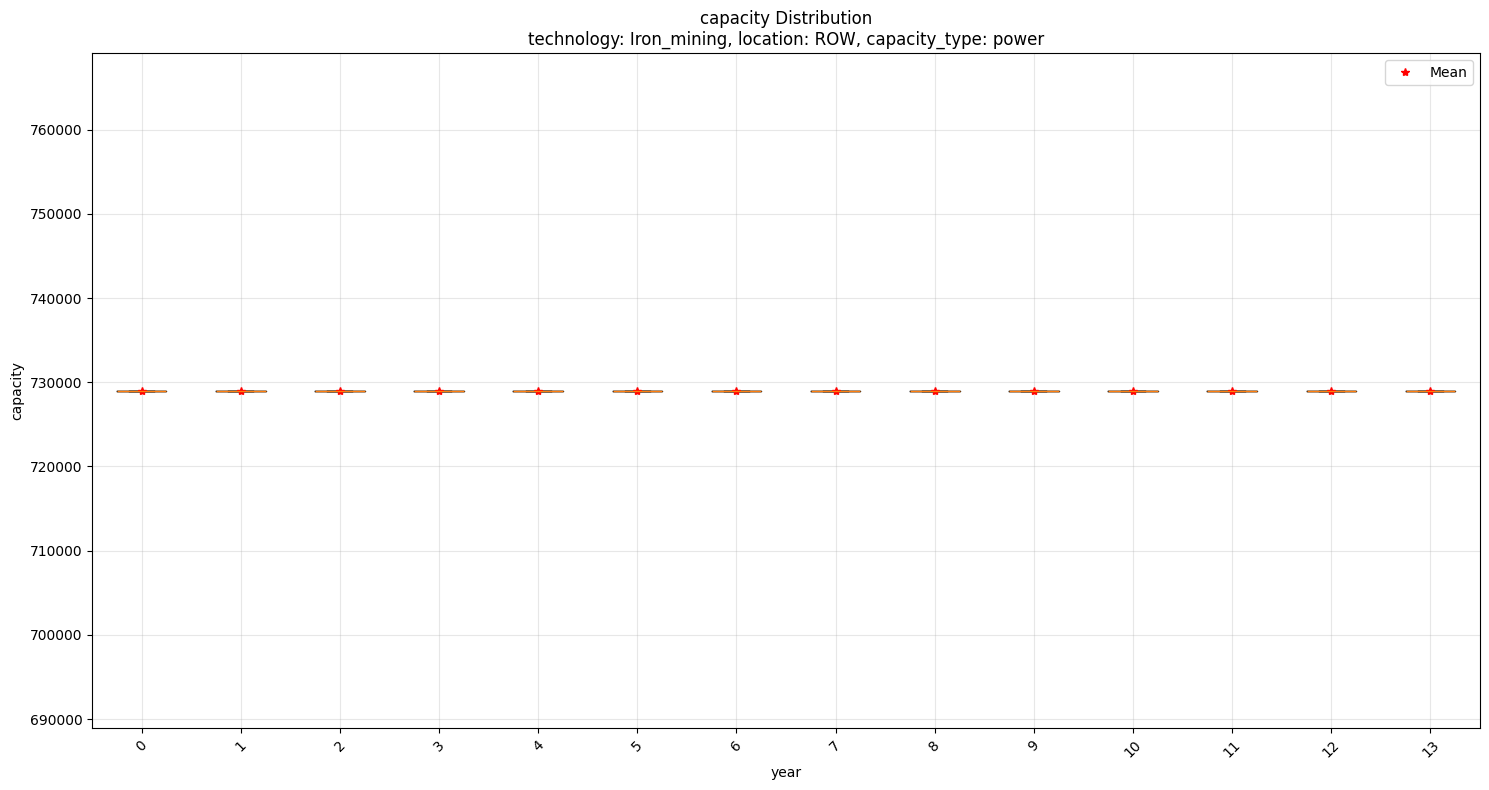 capacity Distribution
technology: Iron_mining, location: ROW, capacity_type: power
Mean
760000
750000
740000
730000
720000
710000
700000
690000
capacity
0 1 2 3 4 5 6 7 8 9 10 11 12 13
year